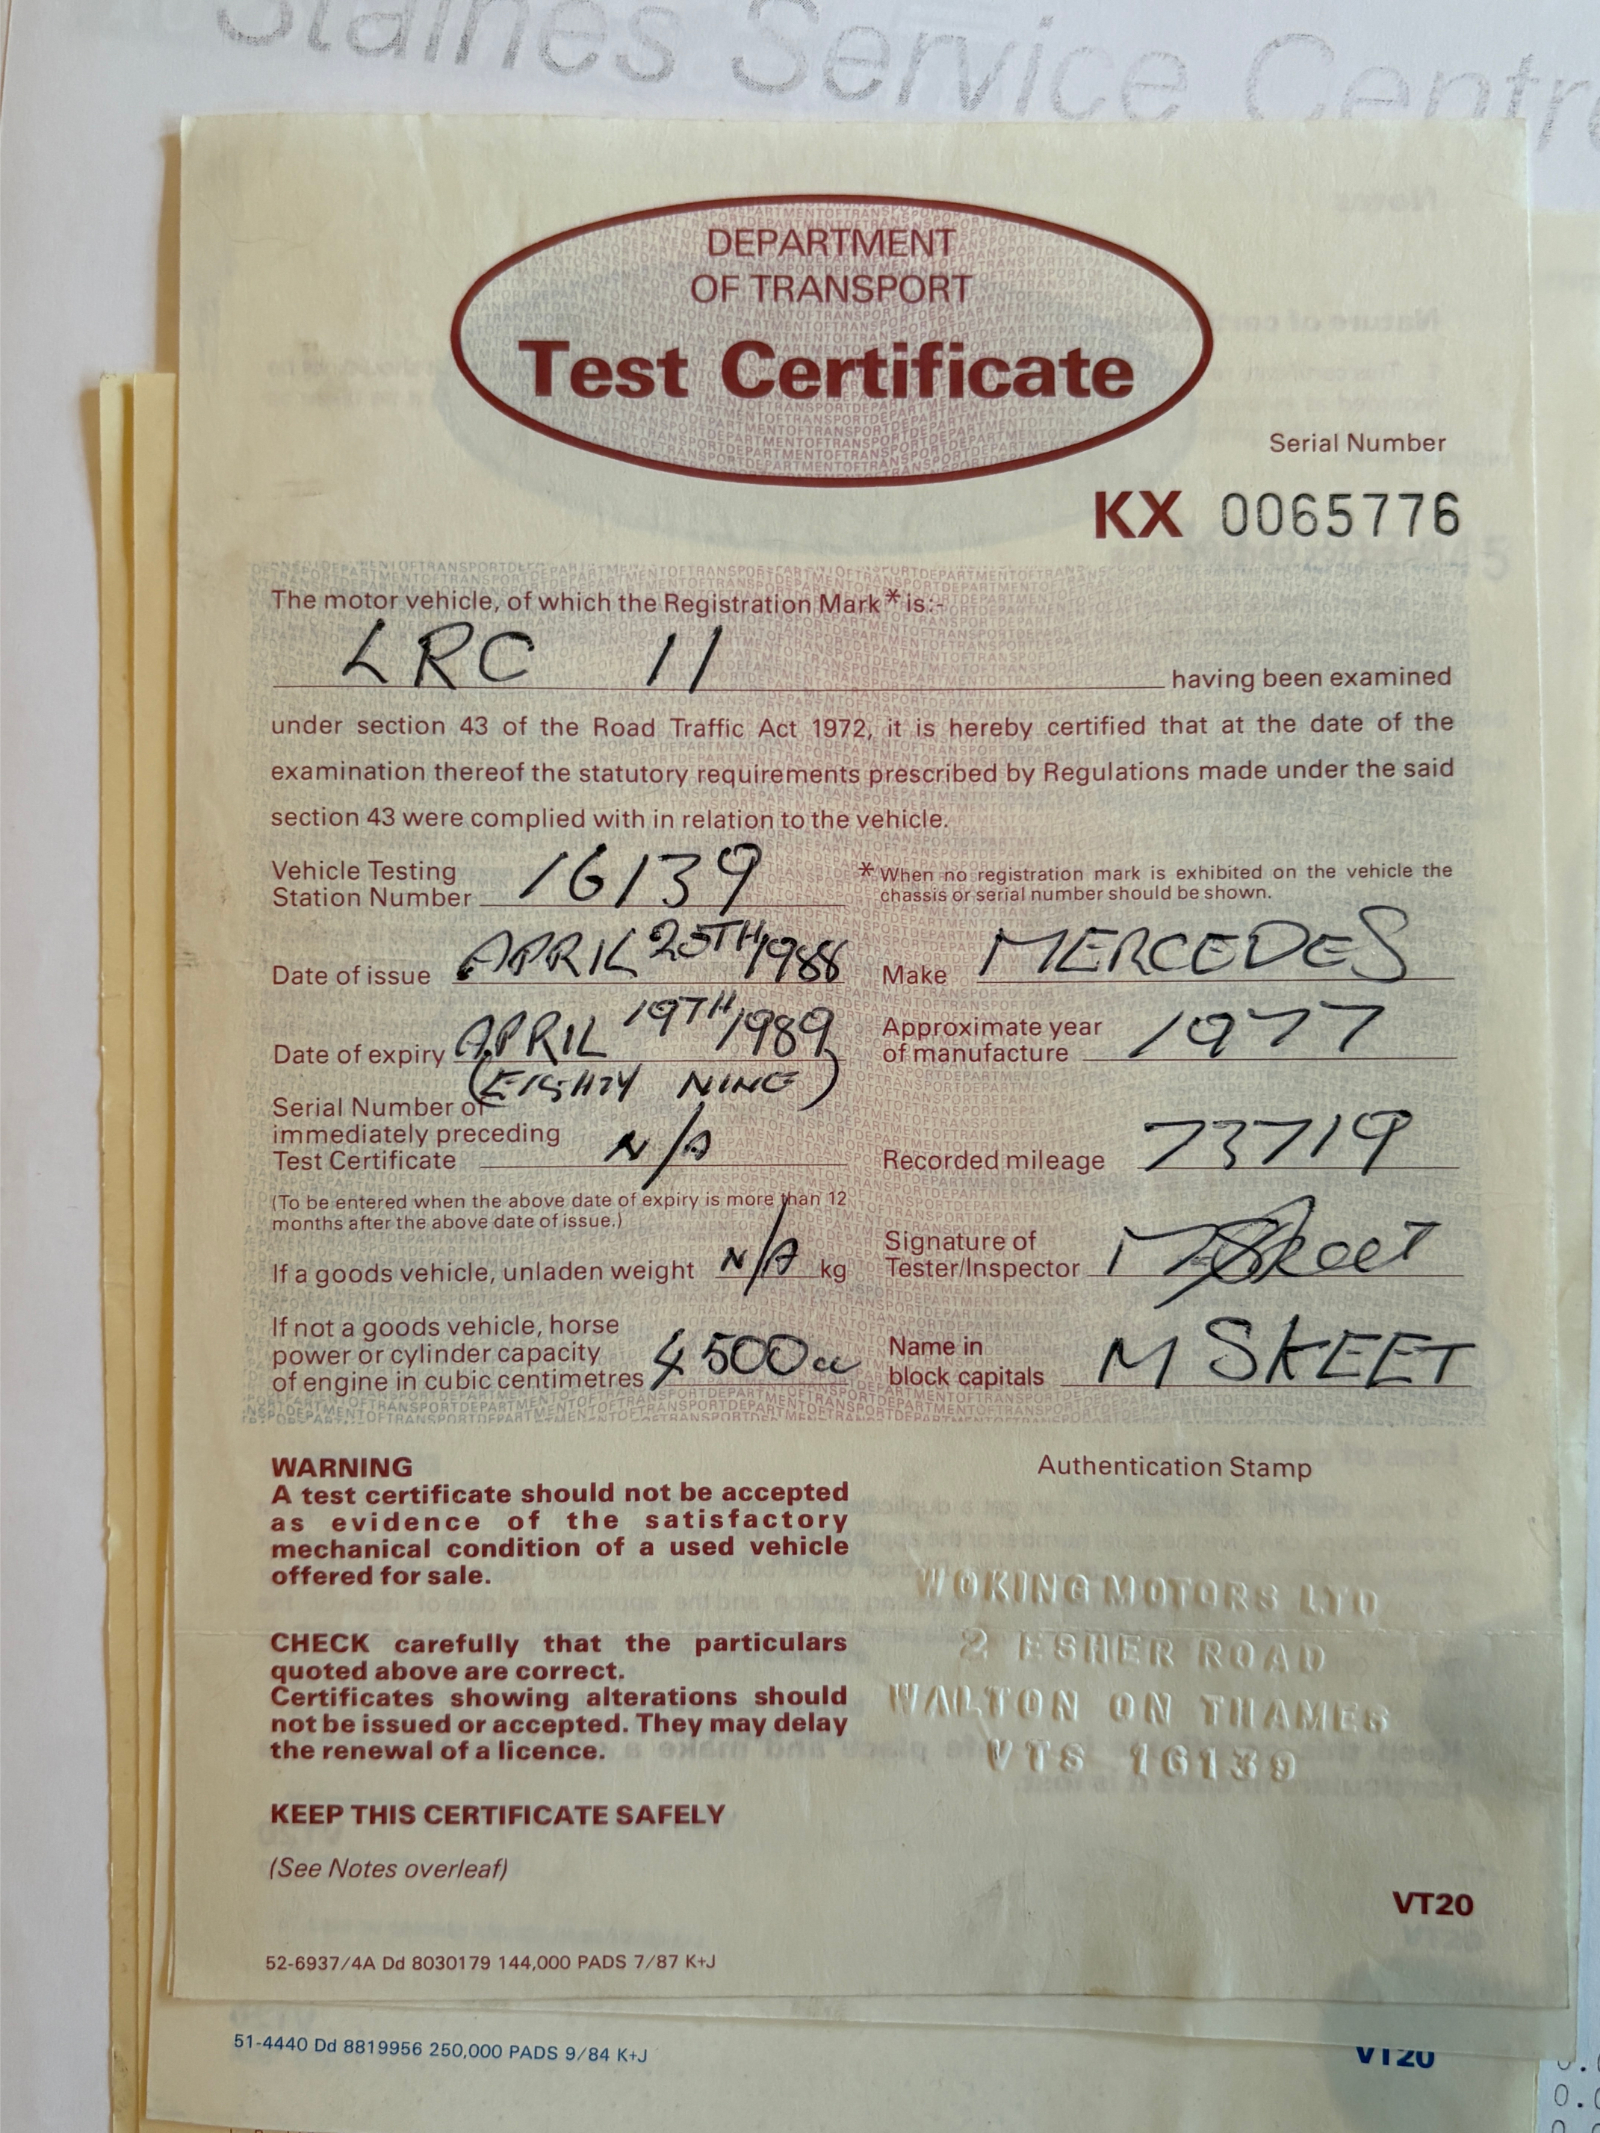 Staines Service Centre
DEPARTMENT
OF TRANSPORT
Test Certificate
Serial Number
KX 0065776
The motor vehicle, of which the Registration Mark * is:-
LRC 11 having been examined
under section 43 of the Road Traffic Act 1972, it is hereby certified that at the date of the
examination thereof the statutory requirements prescribed by Regulations made under the said
section 43 were complied with in relation to the vehicle.
Vehicle Testing
Station Number 16139
* When no registration mark is exhibited on the vehicle the
chassis or serial number should be shown.
Date of issue APRIL 25TH/1988
Make MERCEDES
Date of expiry APRIL 19TH/1989
(EIGHTY NINE)
Approximate year
of manufacture 1977
Serial Number of
immediately preceding
Test Certificate N/A
Recorded mileage 73719
(To be entered when the above date of expiry is more than 12
months after the above date of issue.)
Signature of
Tester/Inspector M Skeet
If a goods vehicle, unladen weight N/A kg
If not a goods vehicle, horse
power or cylinder capacity
of engine in cubic centimetres 4500cc
Name in
block capitals M SKEET
WARNING
A test certificate should not be accepted
as evidence of the satisfactory
mechanical condition of a used vehicle
offered for sale.
Authentication Stamp
WOKING MOTORS LTD
2 ESHER ROAD
WALTON ON THAMES
VTS 16139
CHECK carefully that the particulars
quoted above are correct.
Certificates showing alterations should
not be issued or accepted. They may delay
the renewal of a licence.
KEEP THIS CERTIFICATE SAFELY
(See Notes overleaf)
VT20
52-6937/4A Dd 8030179 144,000 PADS 7/87 K+J
51-4440 Dd 8819956 250,000 PADS 9/84 K+J
VT20